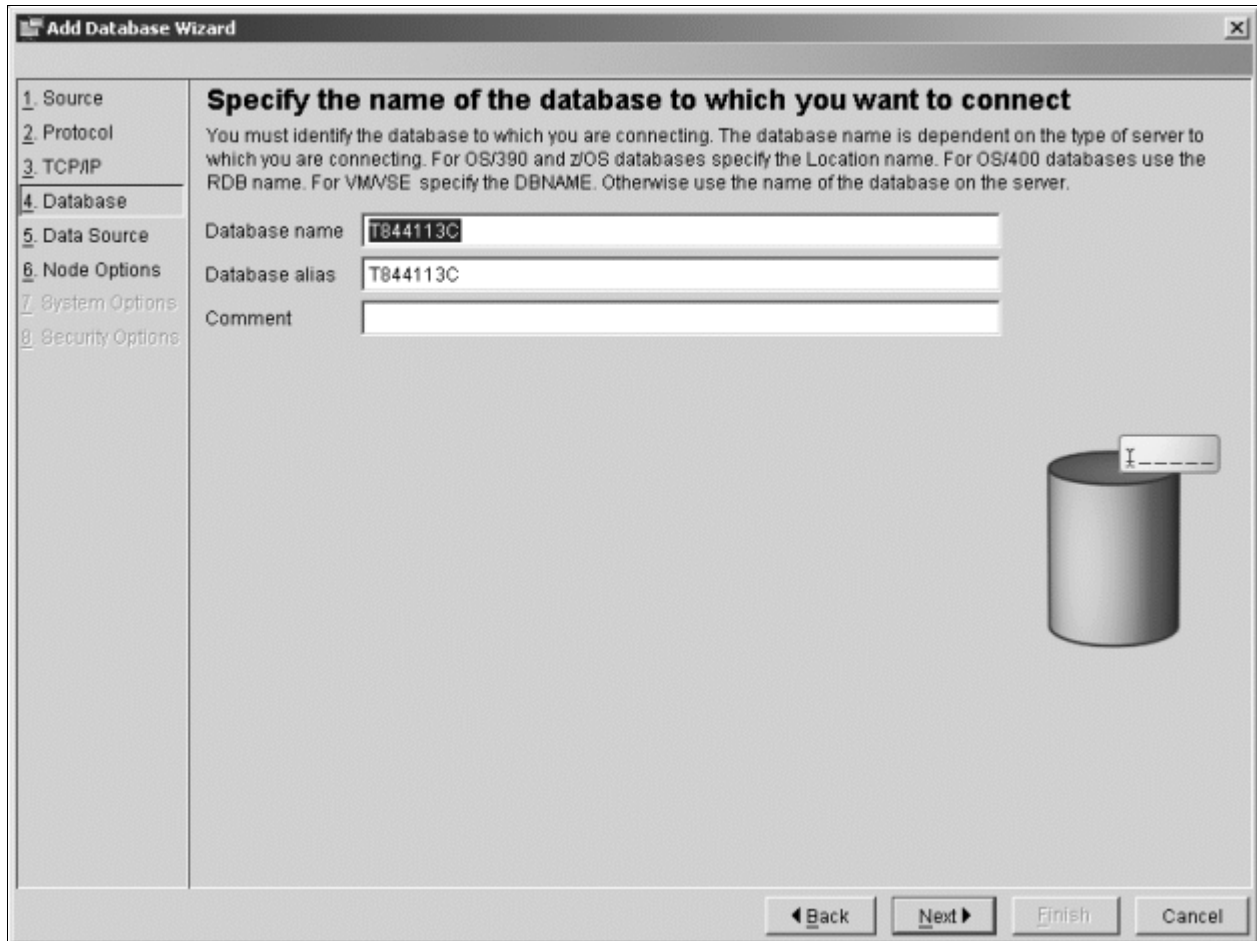 Add Database Wizard
1. Source
2. Protocol
3. TCP/IP
4. Database
5. Data Source
6. Node Options
7. System Options
8. Security Options
Specify the name of the database to which you want to connect
You must identify the database to which you are connecting. The database name is dependent on the type of server to
which you are connecting. For OS/390 and z/OS databases specify the Location name. For OS/400 databases use the
RDB name. For VM/VSE specify the DBNAME. Otherwise use the name of the database on the server.
Database name T844113C
Database alias T844113C
Comment
Back Next Finish Cancel